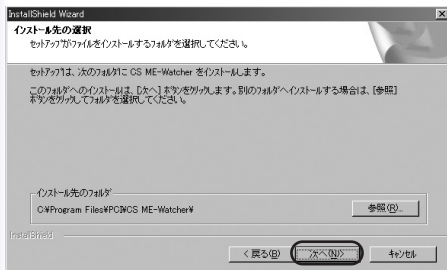 InstallShield Wizard
インストール先の選択
セットアップがファイルをインストールするフォルダを選択してください。
セットアップは、次のフォルダに CS ME-Watcher をインストールします。
このフォルダへのインストールは、[次へ] ボタンをクリックします。別のフォルダへインストールする場合は、[参照]
ボタンをクリックしてフォルダを選択してください。
インストール先のフォルダ
C:¥Program Files¥PCI¥CS ME-Watcher¥
参照(R)...
InstallShield
< 戻る(B)
次へ(N)>
キャンセル